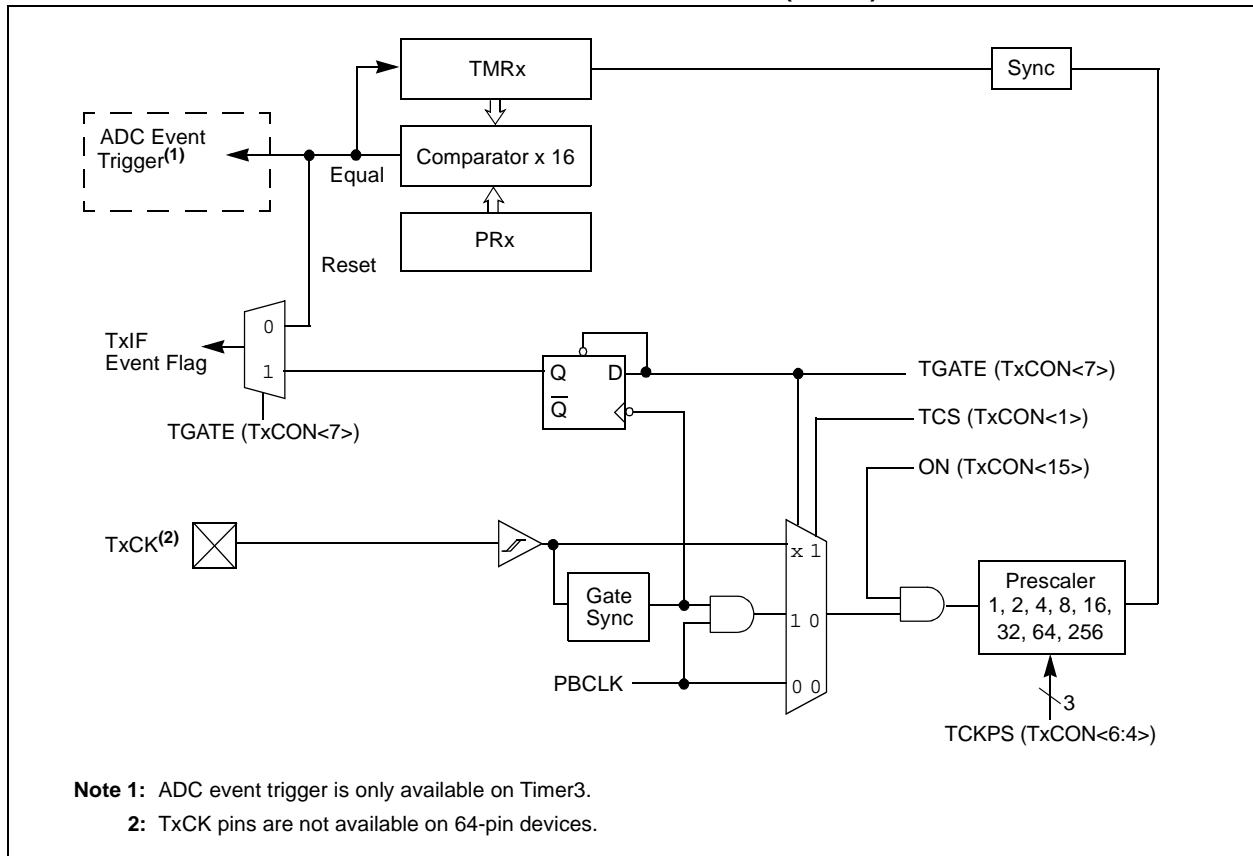 TMRx
Sync
ADC Event
Trigger(1)
Equal
Comparator x 16
PRx
Reset
0
1
TxIF
Event Flag
TGATE (TxCON<7>)
Q D
Q
TGATE (TxCON<7>)
TCS (TxCON<1>)
ON (TxCON<15>)
TxCK(2)
x 1
Gate
Sync
1 0
PBCLK
0 0
Prescaler
1, 2, 4, 8, 16,
32, 64, 256
3
TCKPS (TxCON<6:4>)
Note 1: ADC event trigger is only available on Timer3.
2: TxCK pins are not available on 64-pin devices.